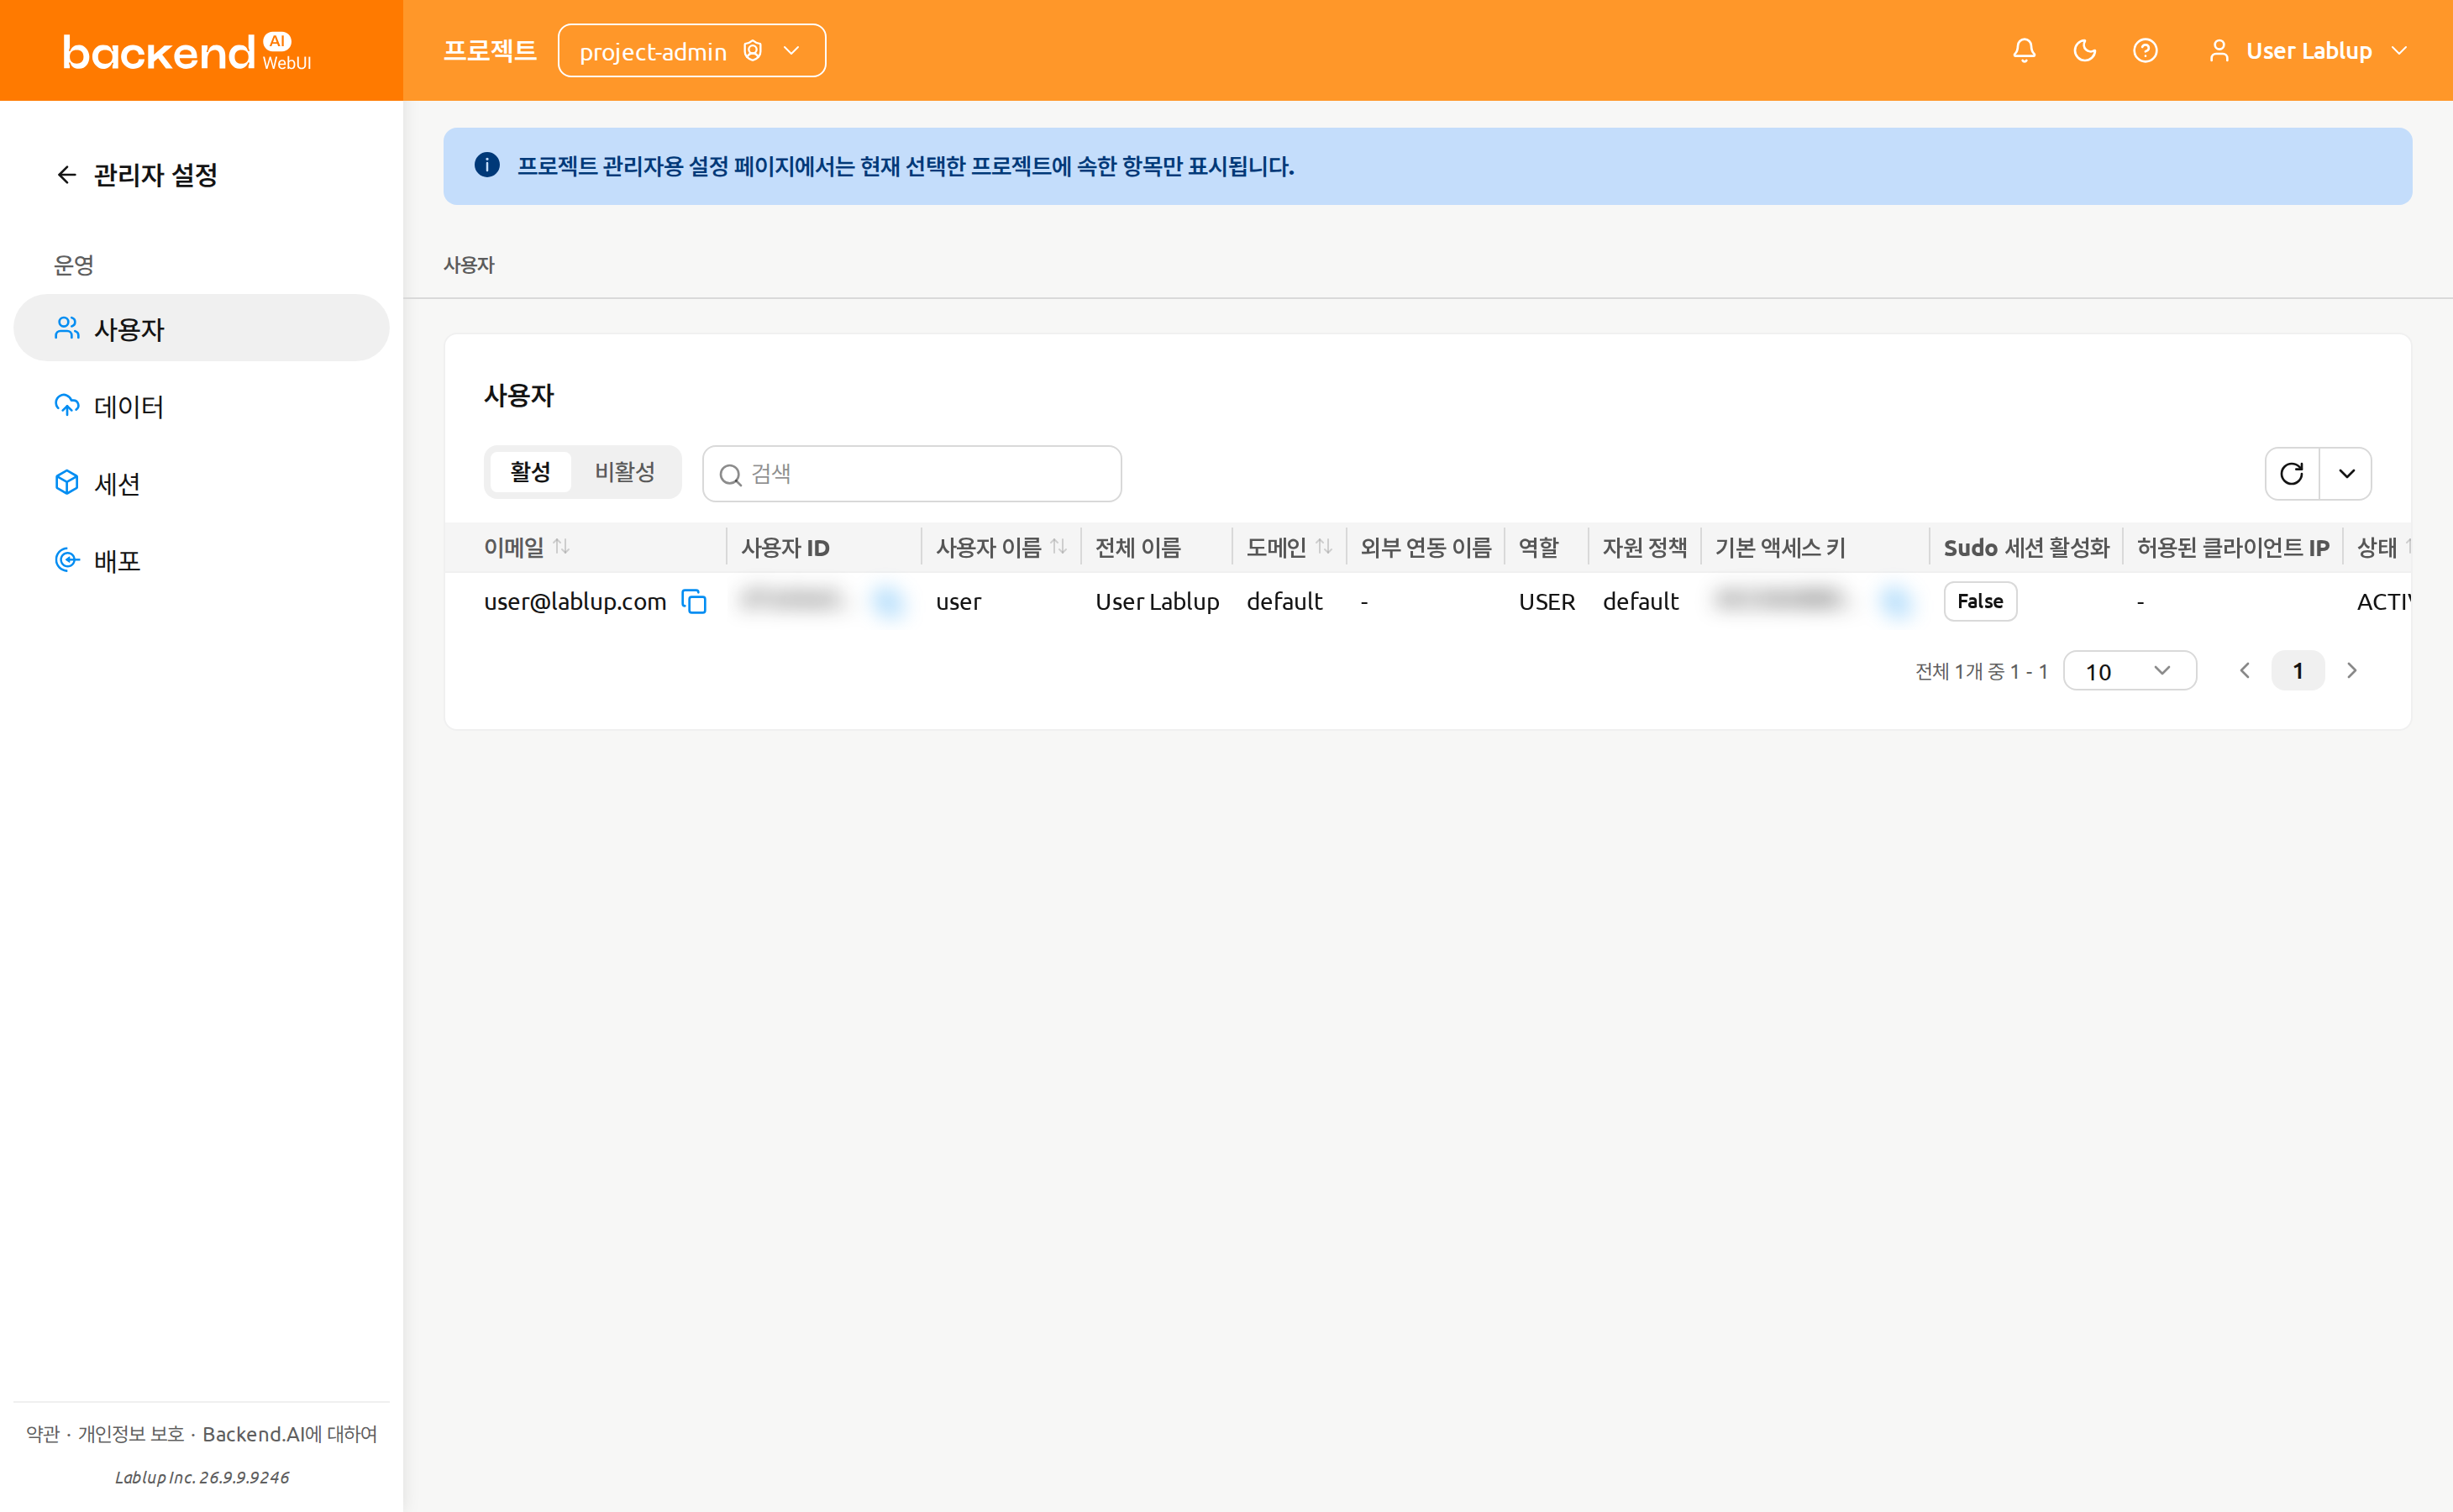 backend AI WebUI
프로젝트 project-admin
User Lablup
관리자 설정
운영
사용자
데이터
세션
배포
약관 · 개인정보 보호 · Backend.AI에 대하여
Lablup Inc. 26.9.9.9246
프로젝트 관리자용 설정 페이지에서는 현재 선택한 프로젝트에 속한 항목만 표시됩니다.
사용자
사용자
활성 비활성 검색
이메일 사용자 ID 사용자 이름 전체 이름 도메인 외부 연동 이름 역할 자원 정책 기본 액세스 키 Sudo 세션 활성화 허용된 클라이언트 IP 상태
user@lablup.com user User Lablup default - USER default False -
전체 1개 중 1 - 1 10 1